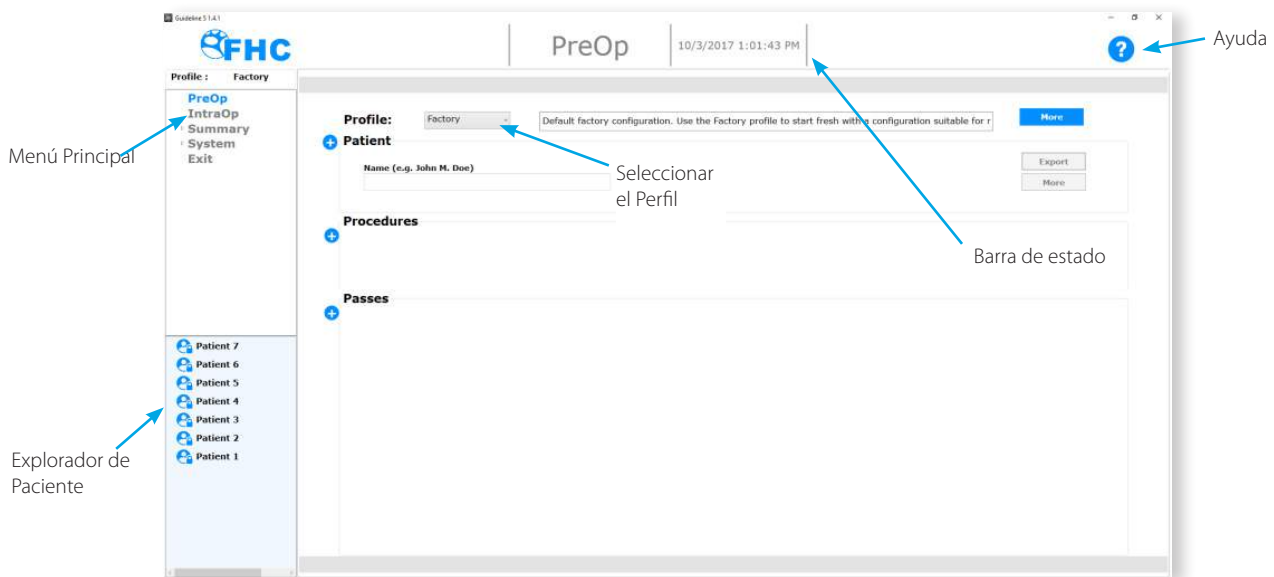 Guideline 5 1.4.1
FHC
PreOp
10/3/2017 1:01:43 PM
?
Ayuda
Profile : Factory
PreOp
IntraOp
Summary
System
Exit
Menú Principal
Profile:
Factory
Default factory configuration. Use the Factory profile to start fresh with a configuration suitable for r
More
Patient
Name (e.g. John M. Doe)
Export
More
Seleccionar
el Perfil
Procedures
Barra de estado
Passes
Patient 7
Patient 6
Patient 5
Patient 4
Patient 3
Patient 2
Patient 1
Explorador de
Paciente